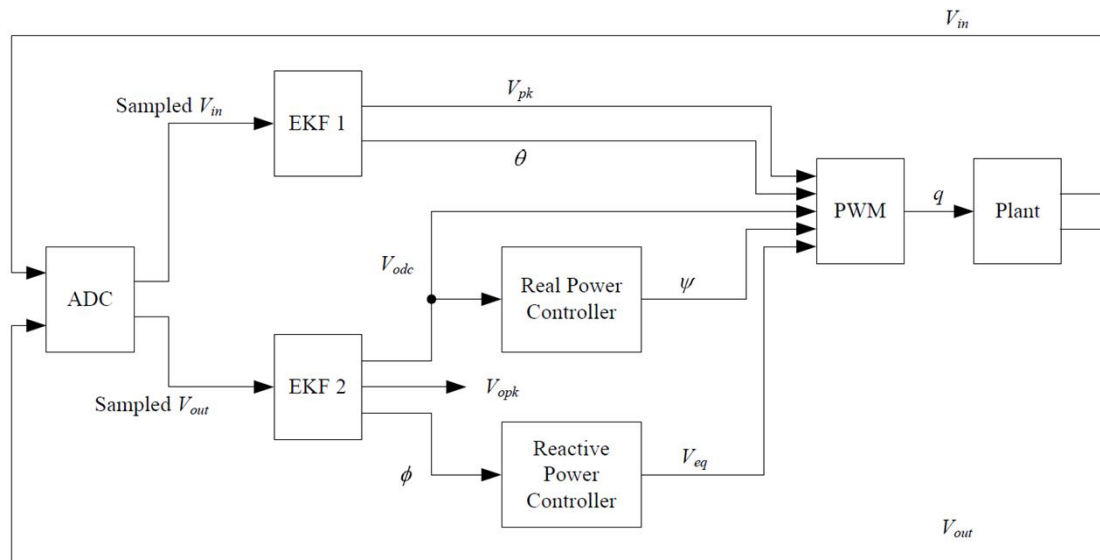 V_in
Sampled V_in
EKF 1
V_pk
θ
PWM
q
Plant
V_odc
ADC
Real Power
Controller
ψ
Sampled V_out
EKF 2
V_opk
ϕ
Reactive
Power
Controller
V_eq
V_out